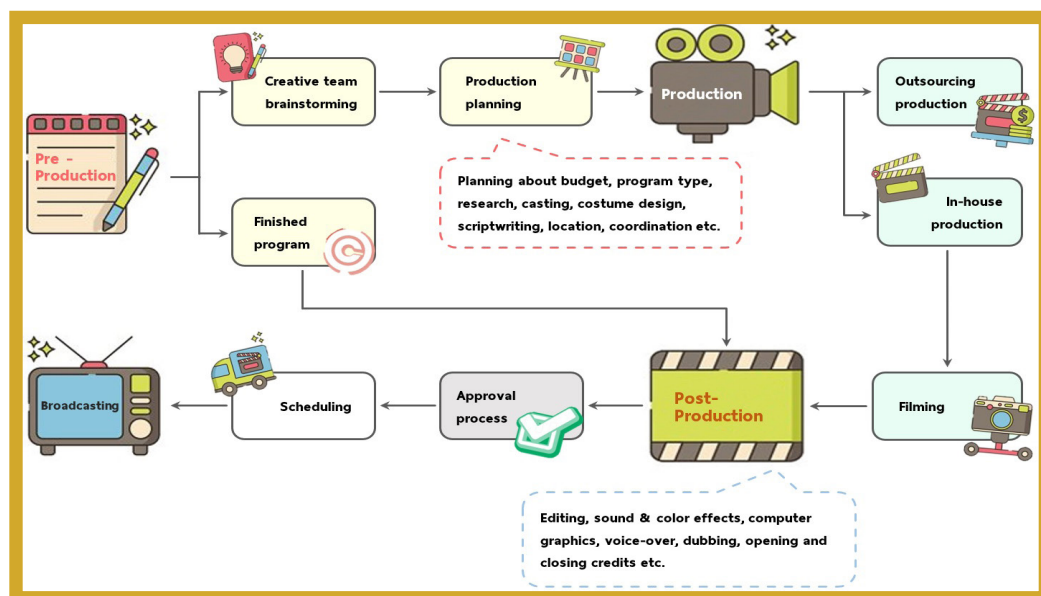 Pre -
Production
Creative team
brainstorming
Production
planning
Production
Outsourcing
production
In-house
production
Planning about budget, program type,
research, casting, costume design,
scriptwriting, location, coordination etc.
Finished
program
Broadcasting
Scheduling
Approval
process
Post-
Production
Filming
Editing, sound & color effects, computer
graphics, voice-over, dubbing, opening and
closing credits etc.